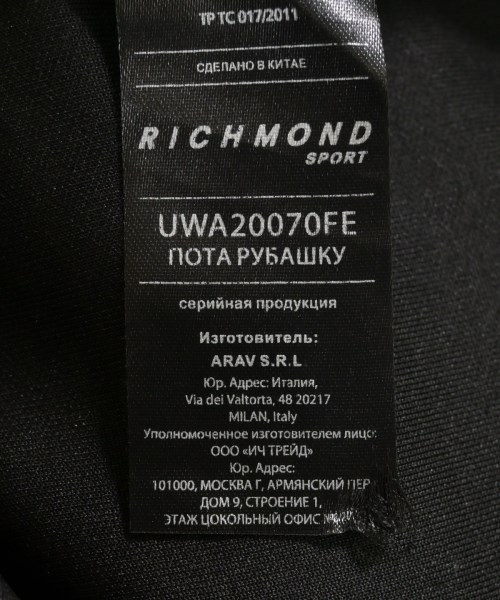 ТР ТС 017/2011
СДЕЛАНО В КИТАЕ
RICHMOND
SPORT
UWA20070FE
ПОТА РУБАШКУ
серийная продукция
Изготовитель:
ARAV S.R.L
Юр. Адрес: Италия,
Via dei Valtorta, 48 20217
MILAN, Italy
Уполномоченное изготовителем лицо:
ООО «ИЧ ТРЕЙД»
Юр. Адрес:
101000, МОСКВА Г, АРМЯНСКИЙ ПЕР
ДОМ 9, СТРОЕНИЕ 1,
ЭТАЖ ЦОКОЛЬНЫЙ ОФИС